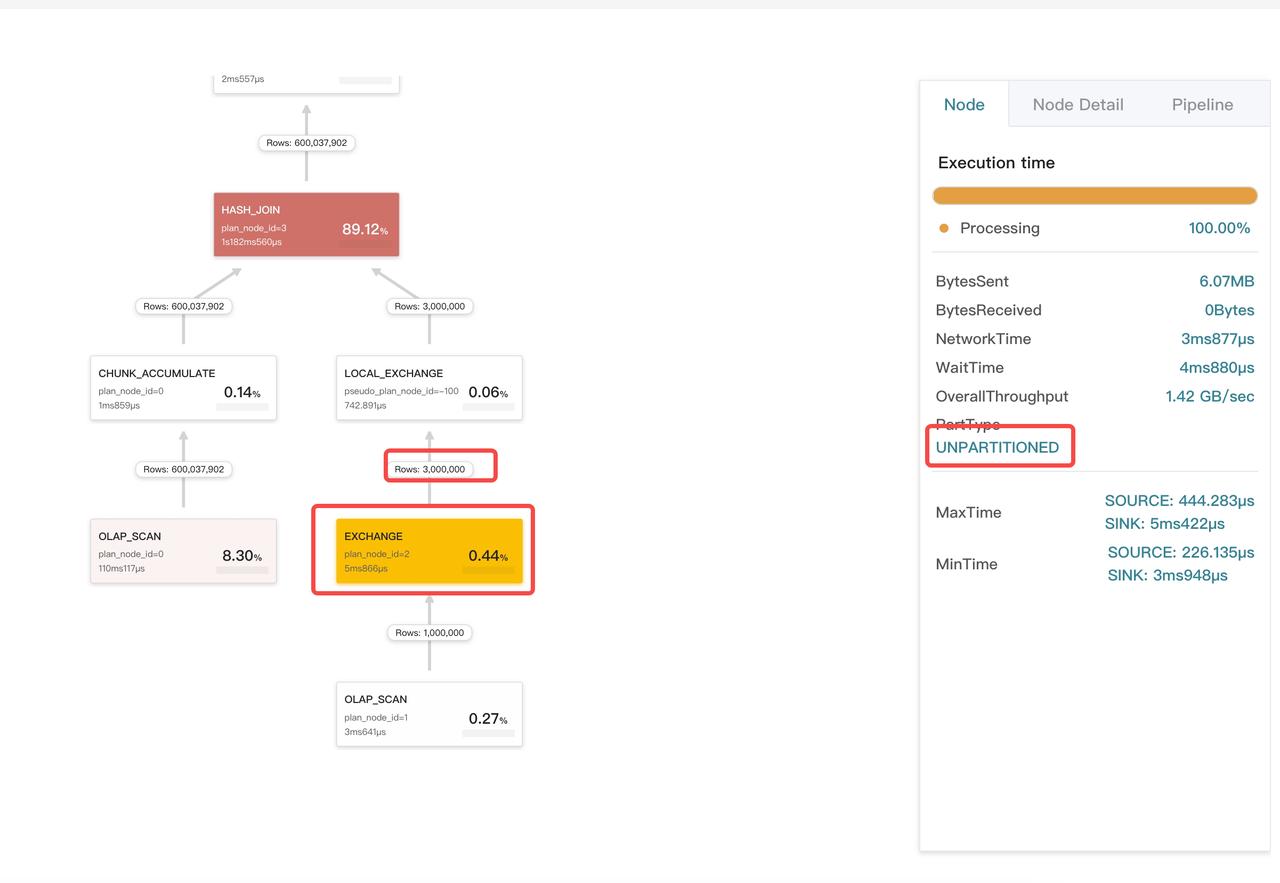 2ms557μs
Rows: 600,037,902
HASH_JOIN
plan_node_id=3
89.12%
1s182ms560μs
Rows: 600,037,902
Rows: 3,000,000
CHUNK_ACCUMULATE
plan_node_id=0
0.14%
1ms859μs
LOCAL_EXCHANGE
pseudo_plan_node_id=-100
0.06%
742.891μs
Rows: 600,037,902
Rows: 3,000,000
OLAP_SCAN
plan_node_id=0
8.30%
110ms117μs
EXCHANGE
plan_node_id=2
0.44%
5ms866μs
Rows: 1,000,000
OLAP_SCAN
plan_node_id=1
0.27%
3ms641μs
Node Node Detail Pipeline
Execution time
Processing 100.00%
BytesSent 6.07MB
BytesReceived 0Bytes
NetworkTime 3ms877μs
WaitTime 4ms880μs
OverallThroughput 1.42 GB/sec
PartType
UNPARTITIONED
MaxTime
SOURCE: 444.283μs
SINK: 5ms422μs
MinTime
SOURCE: 226.135μs
SINK: 3ms948μs